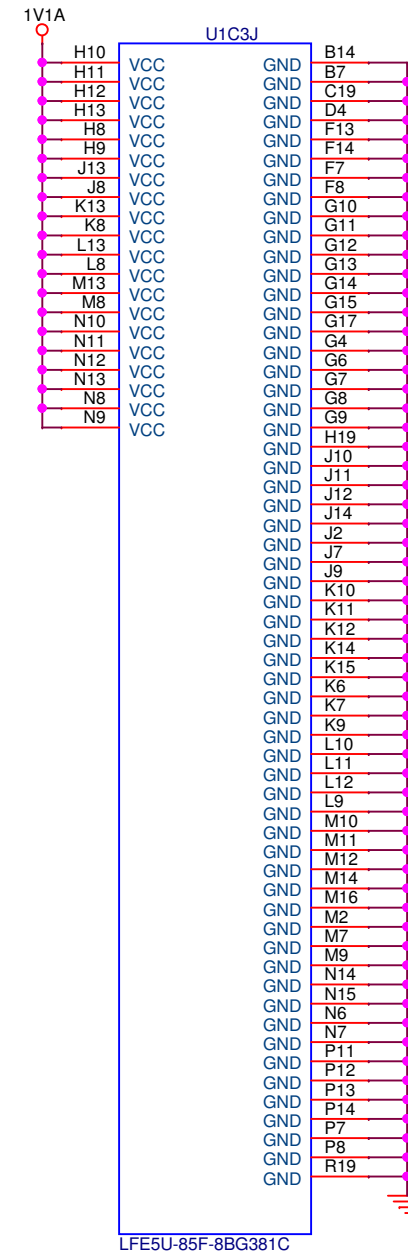 1V1A
U1C3J
H10 VCC GND B14
H11 VCC GND B7
H12 VCC GND C19
H13 VCC GND D4
H8 VCC GND F13
H9 VCC GND F14
J13 VCC GND F7
J8 VCC GND F8
K13 VCC GND G10
K8 VCC GND G11
L13 VCC GND G12
L8 VCC GND G13
M13 VCC GND G14
M8 VCC GND G15
N10 VCC GND G17
N11 VCC GND G4
N12 VCC GND G6
N13 VCC GND G7
N8 VCC GND G8
N9 VCC GND G9
GND H19
GND J10
GND J11
GND J12
GND J14
GND J2
GND J7
GND J9
GND K10
GND K11
GND K12
GND K14
GND K15
GND K6
GND K7
GND K9
GND L10
GND L11
GND L12
GND L9
GND M10
GND M11
GND M12
GND M14
GND M16
GND M2
GND M7
GND M9
GND N14
GND N15
GND N6
GND N7
GND P11
GND P12
GND P13
GND P14
GND P7
GND P8
GND R19
LFE5U-85F-8BG381C